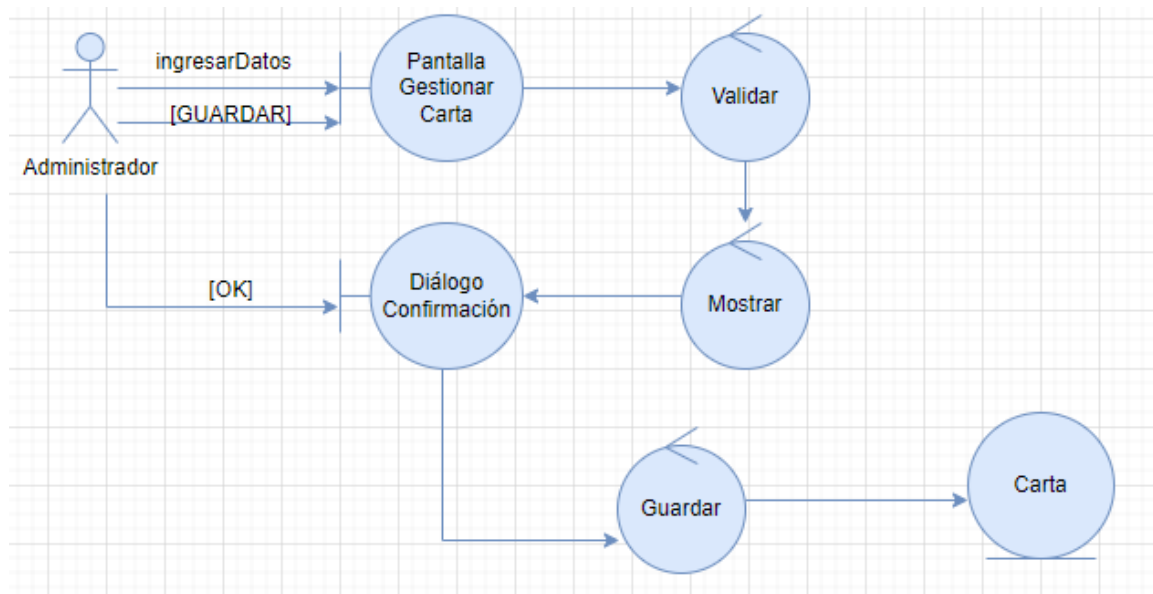 ingresarDatos
[GUARDAR]
Administrador
Pantalla
Gestionar
Carta
Validar
[OK]
Diálogo
Confirmación
Mostrar
Guardar
Carta